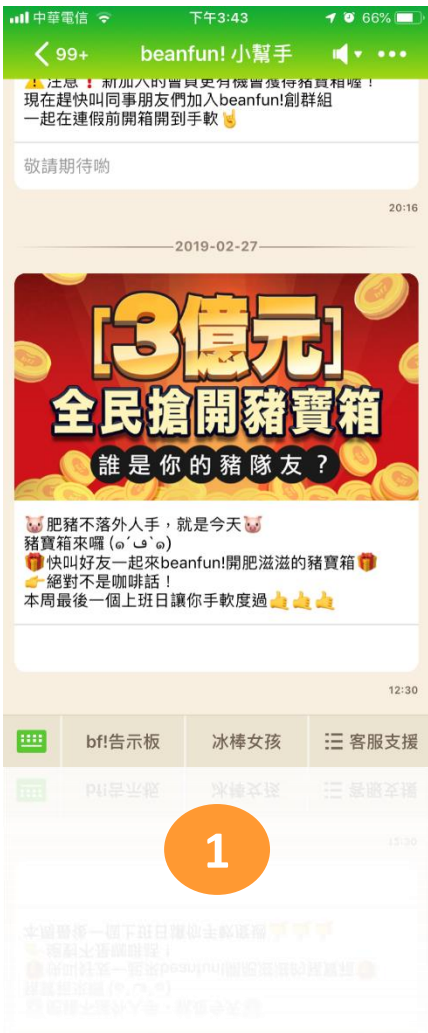 中華電信 下午3:43 66%
99+ beanfun! 小幫手
⚠️注意❗新加入的會員更有機會獲得豬寶箱喔！
現在趕快叫同事朋友們加入beanfun!創群組
一起在連假前開箱開到手軟🤘
敬請期待喲
20:16
2019-02-27
[3億元]
全民搶開豬寶箱
誰是你的豬隊友？
🐷肥豬不落外人手，就是今天🐷
豬寶箱來囉 (๑´ڡ`๑)
🎁快叫好友一起來beanfun!開肥滋滋的豬寶箱🎁
👉絕對不是咖啡話！
本周最後一個上班日讓你手軟度過🤙🤙🤙
12:30
bf!告示板 冰棒女孩 客服支援
1